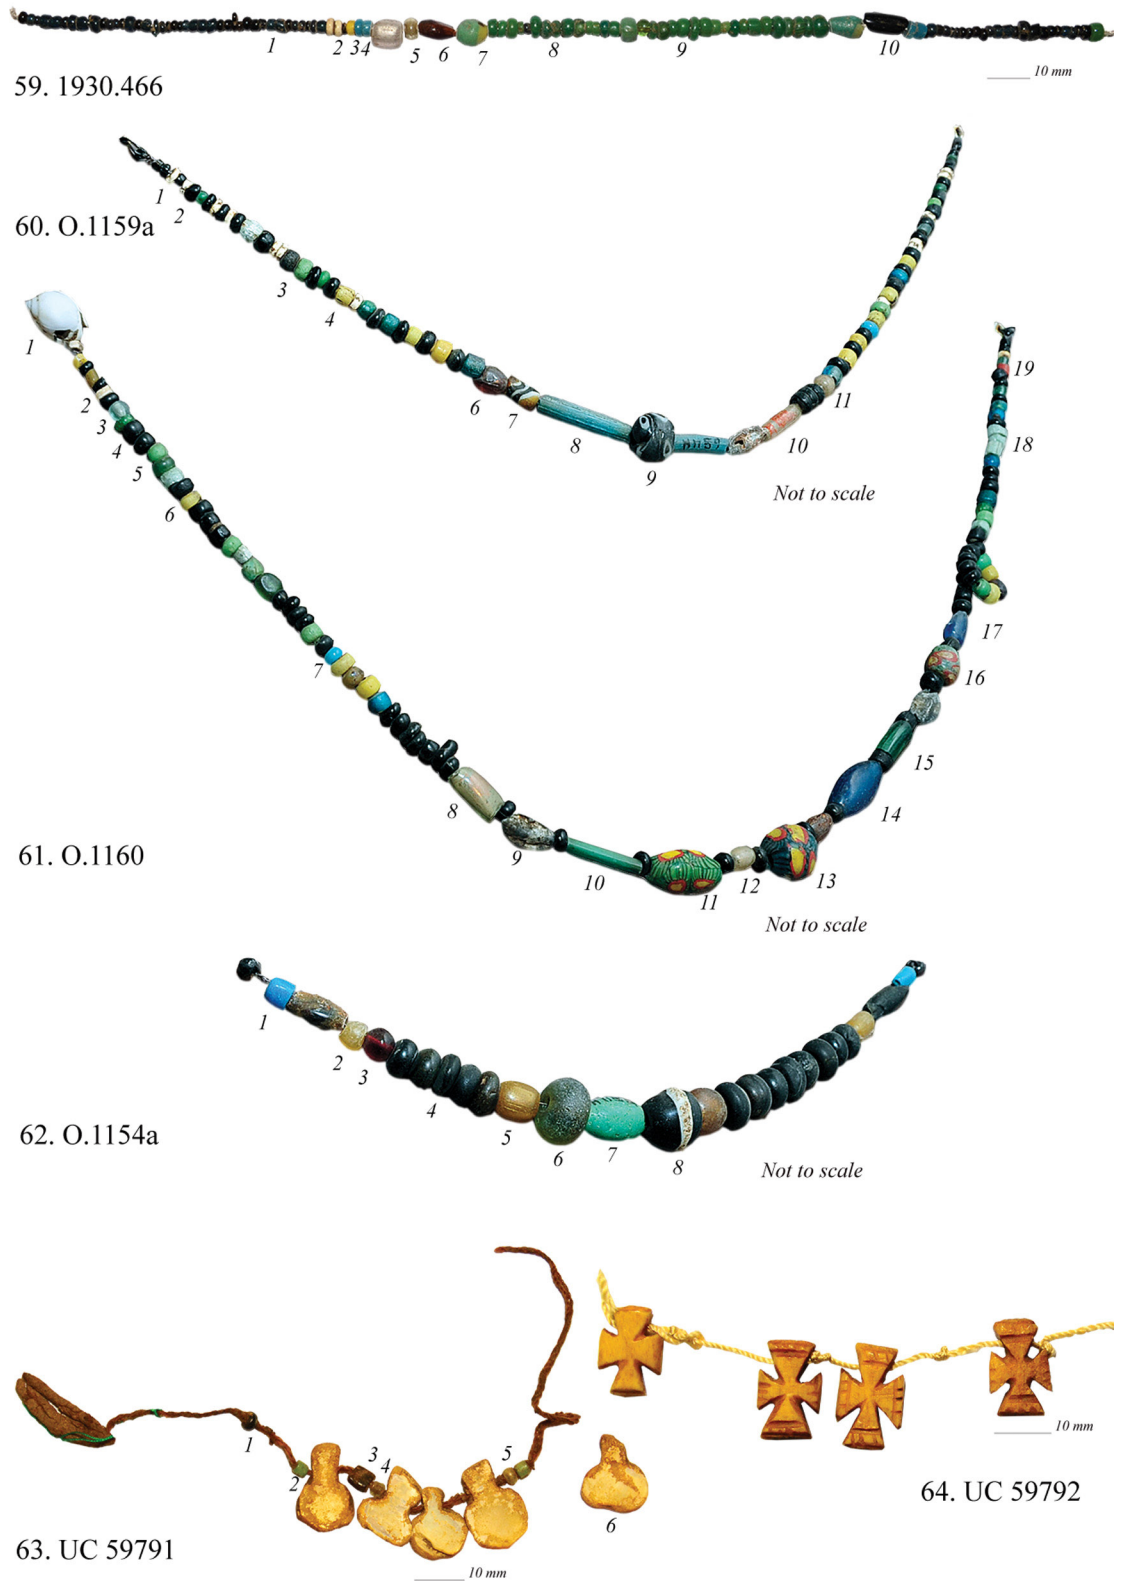 1 2 3 4 5 6 7 8 9 10
10 mm
59. 1930.466
1 2 3 4 6 7 8 9 10 11
60. O.1159a
Not to scale
1 2 3 4 5 6 7 8 9 10 11 12 13 14 15 16 17 18 19
61. O.1160
Not to scale
1 2 3 4 5 6 7 8
62. O.1154a
Not to scale
1 2 3 4 5 6
63. UC 59791
10 mm
10 mm
64. UC 59792